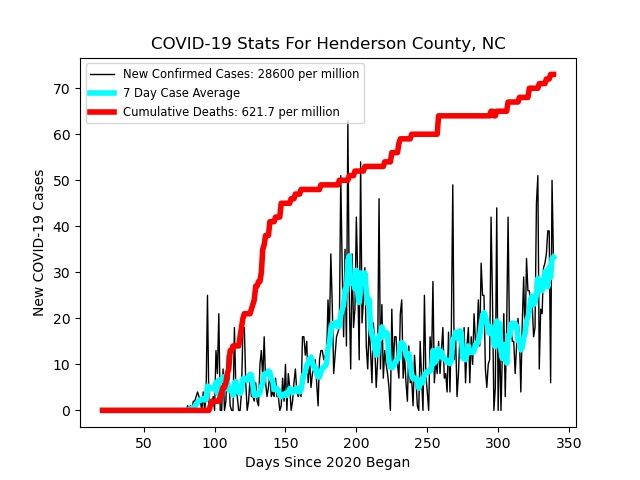 COVID-19 Stats For Henderson County, NC
New Confirmed Cases: 28600 per million
7 Day Case Average
Cumulative Deaths: 621.7 per million
New COVID-19 Cases
70
60
50
40
30
20
10
0
50 100 150 200 250 300 350
Days Since 2020 Began